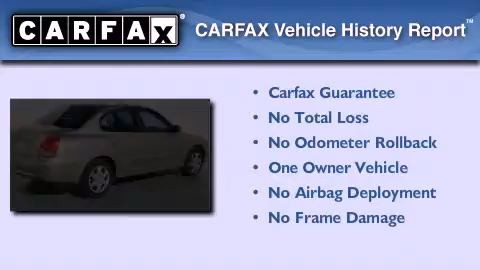 CARFAX®
CARFAX Vehicle History Report™
• Carfax Guarantee
• No Total Loss
• No Odometer Rollback
• One Owner Vehicle
• No Airbag Deployment
• No Frame Damage